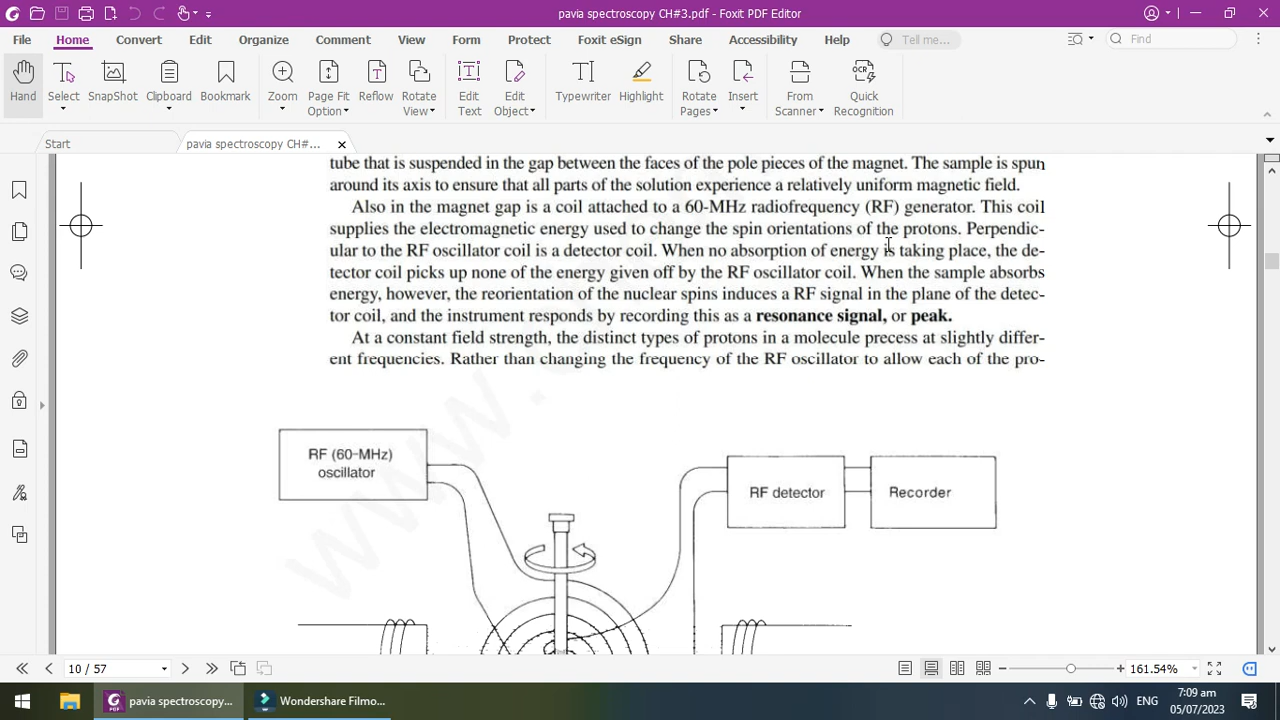 pavia spectroscopy CH#3.pdf - Foxit PDF Editor
File Home Convert Edit Organize Comment View Form Protect Foxit eSign Share Accessibility Help Tell me... Find
Hand Select SnapShot Clipboard Bookmark Zoom Page Fit Option Reflow Rotate View Edit Text Edit Object Typewriter Highlight Rotate Pages Insert From Scanner OCR Quick Recognition
Start pavia spectroscopy CH#...
tube that is suspended in the gap between the faces of the pole pieces of the magnet. The sample is spun
around its axis to ensure that all parts of the solution experience a relatively uniform magnetic field.
Also in the magnet gap is a coil attached to a 60-MHz radiofrequency (RF) generator. This coil
supplies the electromagnetic energy used to change the spin orientations of the protons. Perpendic-
ular to the RF oscillator coil is a detector coil. When no absorption of energy is taking place, the de-
tector coil picks up none of the energy given off by the RF oscillator coil. When the sample absorbs
energy, however, the reorientation of the nuclear spins induces a RF signal in the plane of the detec-
tor coil, and the instrument responds by recording this as a resonance signal, or peak.
At a constant field strength, the distinct types of protons in a molecule precess at slightly differ-
ent frequencies. Rather than changing the frequency of the RF oscillator to allow each of the pro-
RF (60-MHz)
oscillator
RF detector
Recorder
www
10 / 57
161.54%
pavia spectroscopy...
Wondershare Filmo...
ENG
7:09 am
05/07/2023